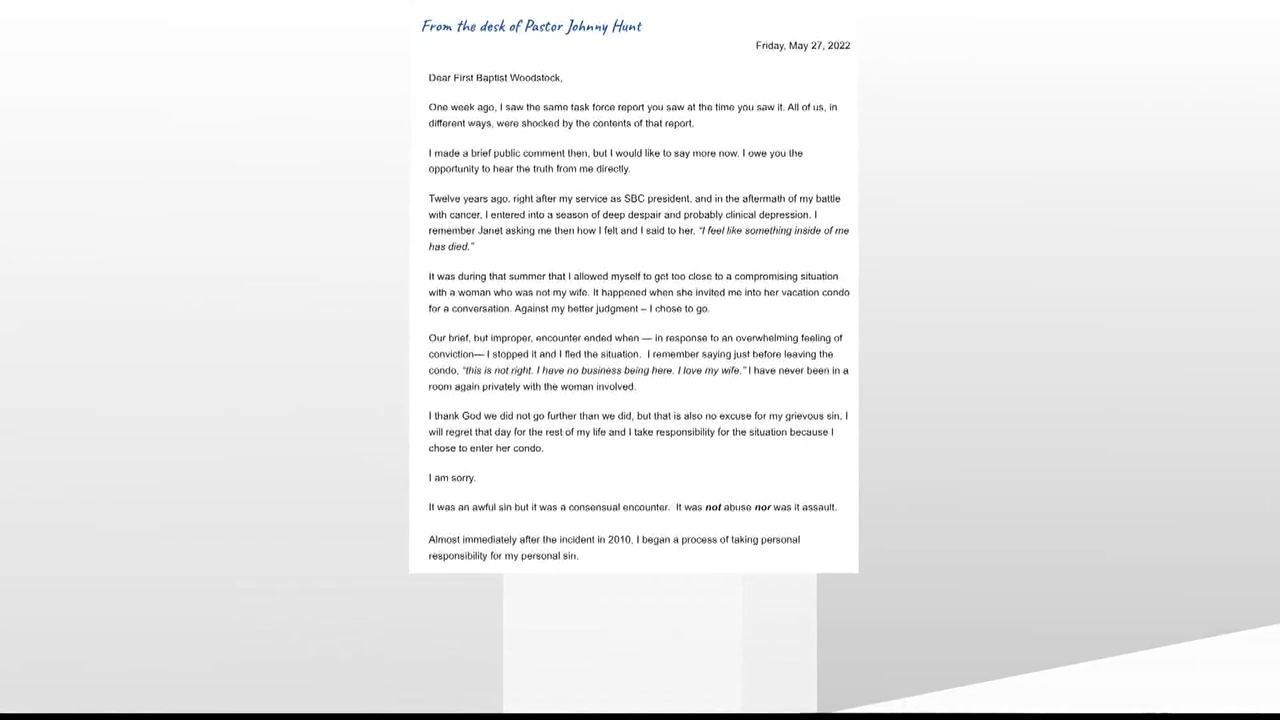 From the desk of Pastor Johnny Hunt
Friday, May 27, 2022
Dear First Baptist Woodstock,
One week ago, I saw the same task force report you saw at the time you saw it. All of us, in
different ways, were shocked by the contents of that report.
I made a brief public comment then, but I would like to say more now. I owe you the
opportunity to hear the truth from me directly.
Twelve years ago, right after my service as SBC president, and in the aftermath of my battle
with cancer, I entered into a season of deep despair and probably clinical depression. I
remember Janet asking me then how I felt and I said to her, "I feel like something inside of me
has died."
It was during that summer that I allowed myself to get too close to a compromising situation
with a woman who was not my wife. It happened when she invited me into her vacation condo
for a conversation. Against my better judgment – I chose to go.
Our brief, but improper, encounter ended when — in response to an overwhelming feeling of
conviction— I stopped it and I fled the situation. I remember saying just before leaving the
condo, "this is not right. I have no business being here. I love my wife." I have never been in a
room again privately with the woman involved.
I thank God we did not go further than we did, but that is also no excuse for my grievous sin. I
will regret that day for the rest of my life and I take responsibility for the situation because I
chose to enter her condo.
I am sorry.
It was an awful sin but it was a consensual encounter. It was not abuse nor was it assault.
Almost immediately after the incident in 2010, I began a process of taking personal
responsibility for my personal sin.